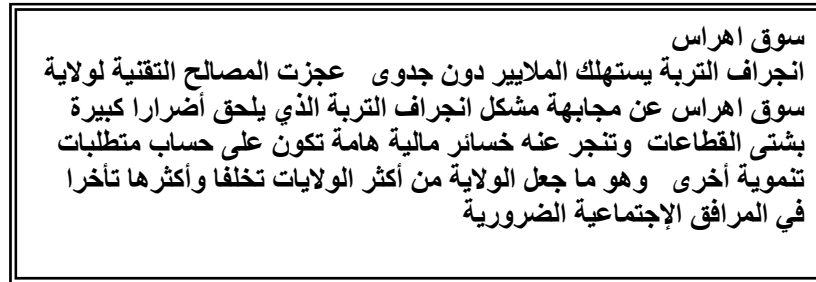 سوق اهراس
انجراف التربة يستهلك الملايير دون جدوى   عجزت المصالح التقنية لولاية
سوق اهراس عن مجابهة مشكل انجراف التربة الذي يلحق أضرارا كبيرة
بشتى القطاعات  وتنجر عنه خسائر مالية هامة تكون على حساب متطلبات
تنموية أخرى   وهو ما جعل الولاية من أكثر الولايات تخلفا وأكثرها تأخرا
في المرافق الإجتماعية الضرورية